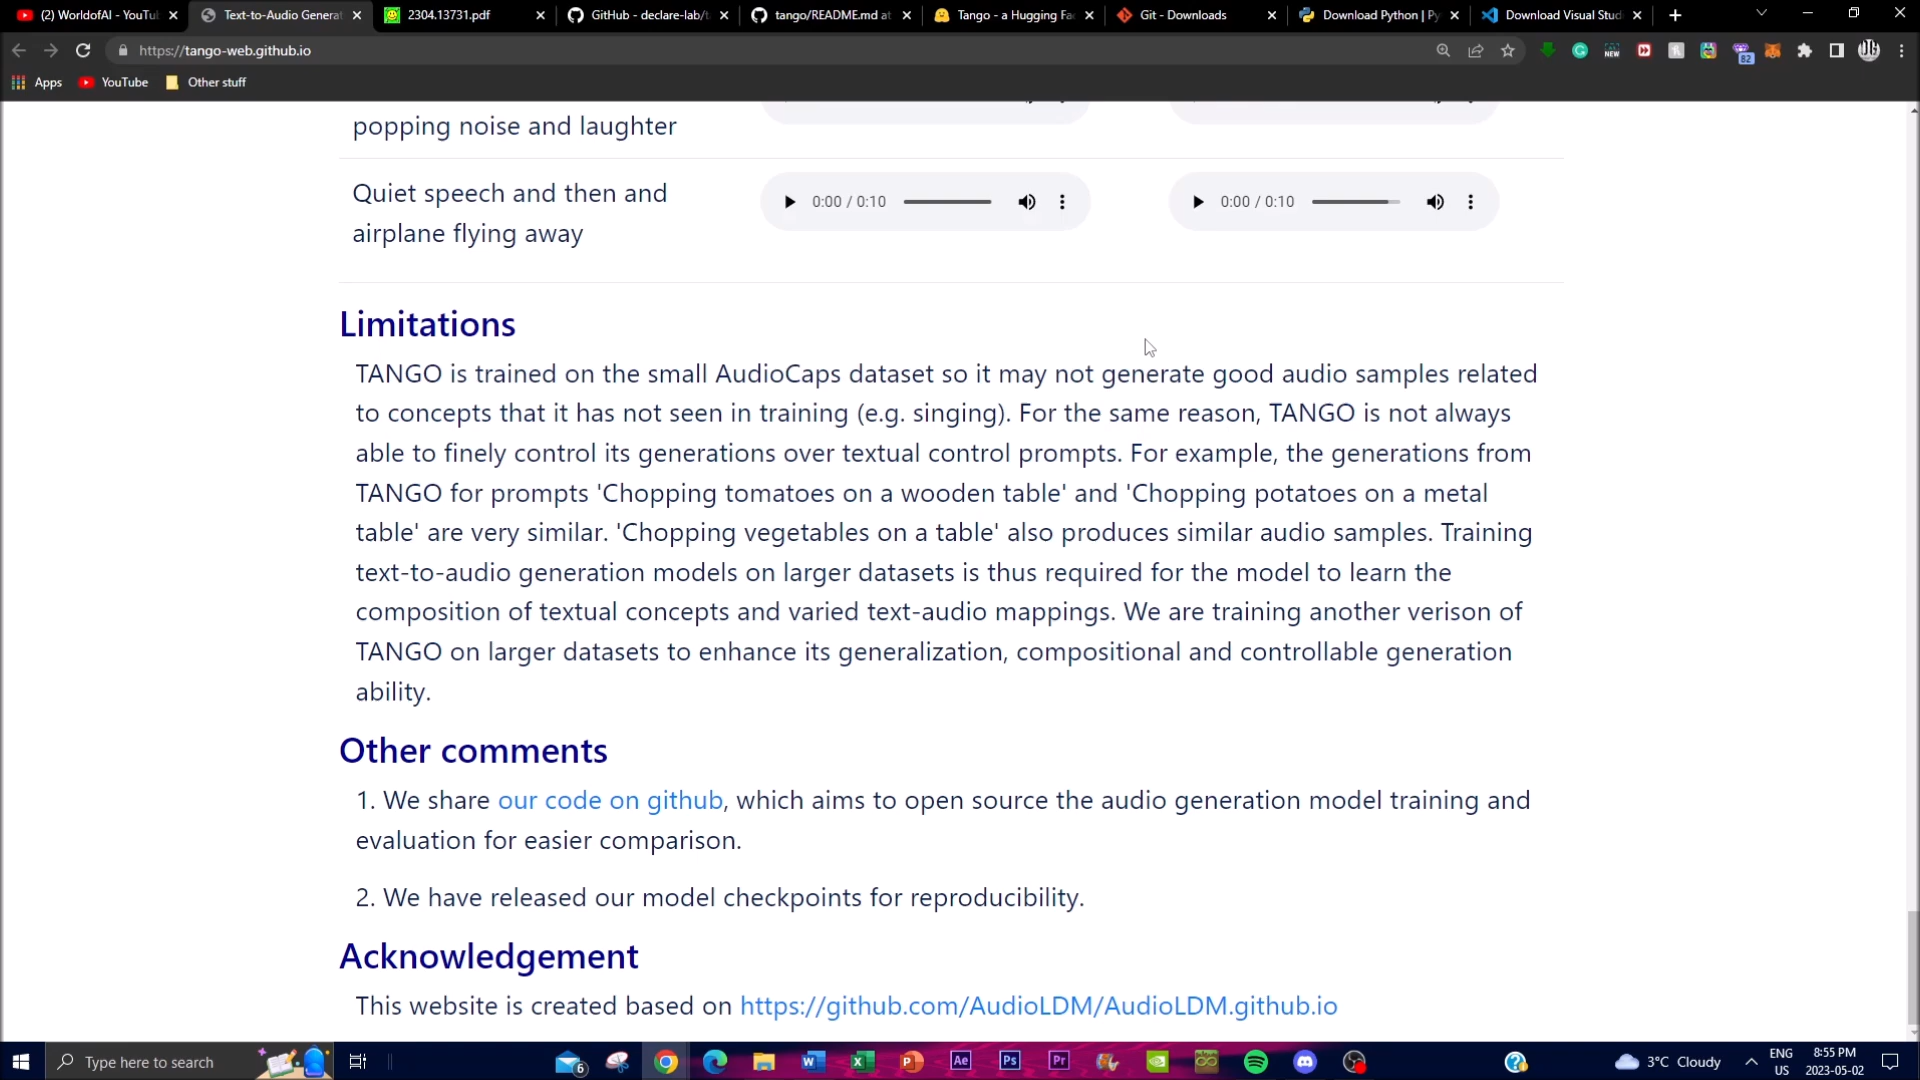 (2) WorldofAI - YouTu
Text-to-Audio Genera
2304.13731.pdf
GitHub - declare-lab/t
tango/README.md at
Tango - a Hugging Fa
Git - Downloads
Download Python | Py
Download Visual Stud
https://tango-web.github.io
NEW
82
Apps
YouTube
Other stuff
popping noise and laughter
Quiet speech and then and
airplane flying away
0:00 / 0:10
0:00 / 0:10
Limitations
TANGO is trained on the small AudioCaps dataset so it may not generate good audio samples related
to concepts that it has not seen in training (e.g. singing). For the same reason, TANGO is not always
able to finely control its generations over textual control prompts. For example, the generations from
TANGO for prompts 'Chopping tomatoes on a wooden table' and 'Chopping potatoes on a metal
table' are very similar. 'Chopping vegetables on a table' also produces similar audio samples. Training
text-to-audio generation models on larger datasets is thus required for the model to learn the
composition of textual concepts and varied text-audio mappings. We are training another verison of
TANGO on larger datasets to enhance its generalization, compositional and controllable generation
ability.
Other comments
1. We share our code on github, which aims to open source the audio generation model training and
evaluation for easier comparison.
2. We have released our model checkpoints for reproducibility.
Acknowledgement
This website is created based on https://github.com/AudioLDM/AudioLDM.github.io
Type here to search
6
Ae
Ps
Pr
3°C Cloudy
ENG
US
8:55 PM
2023-05-02